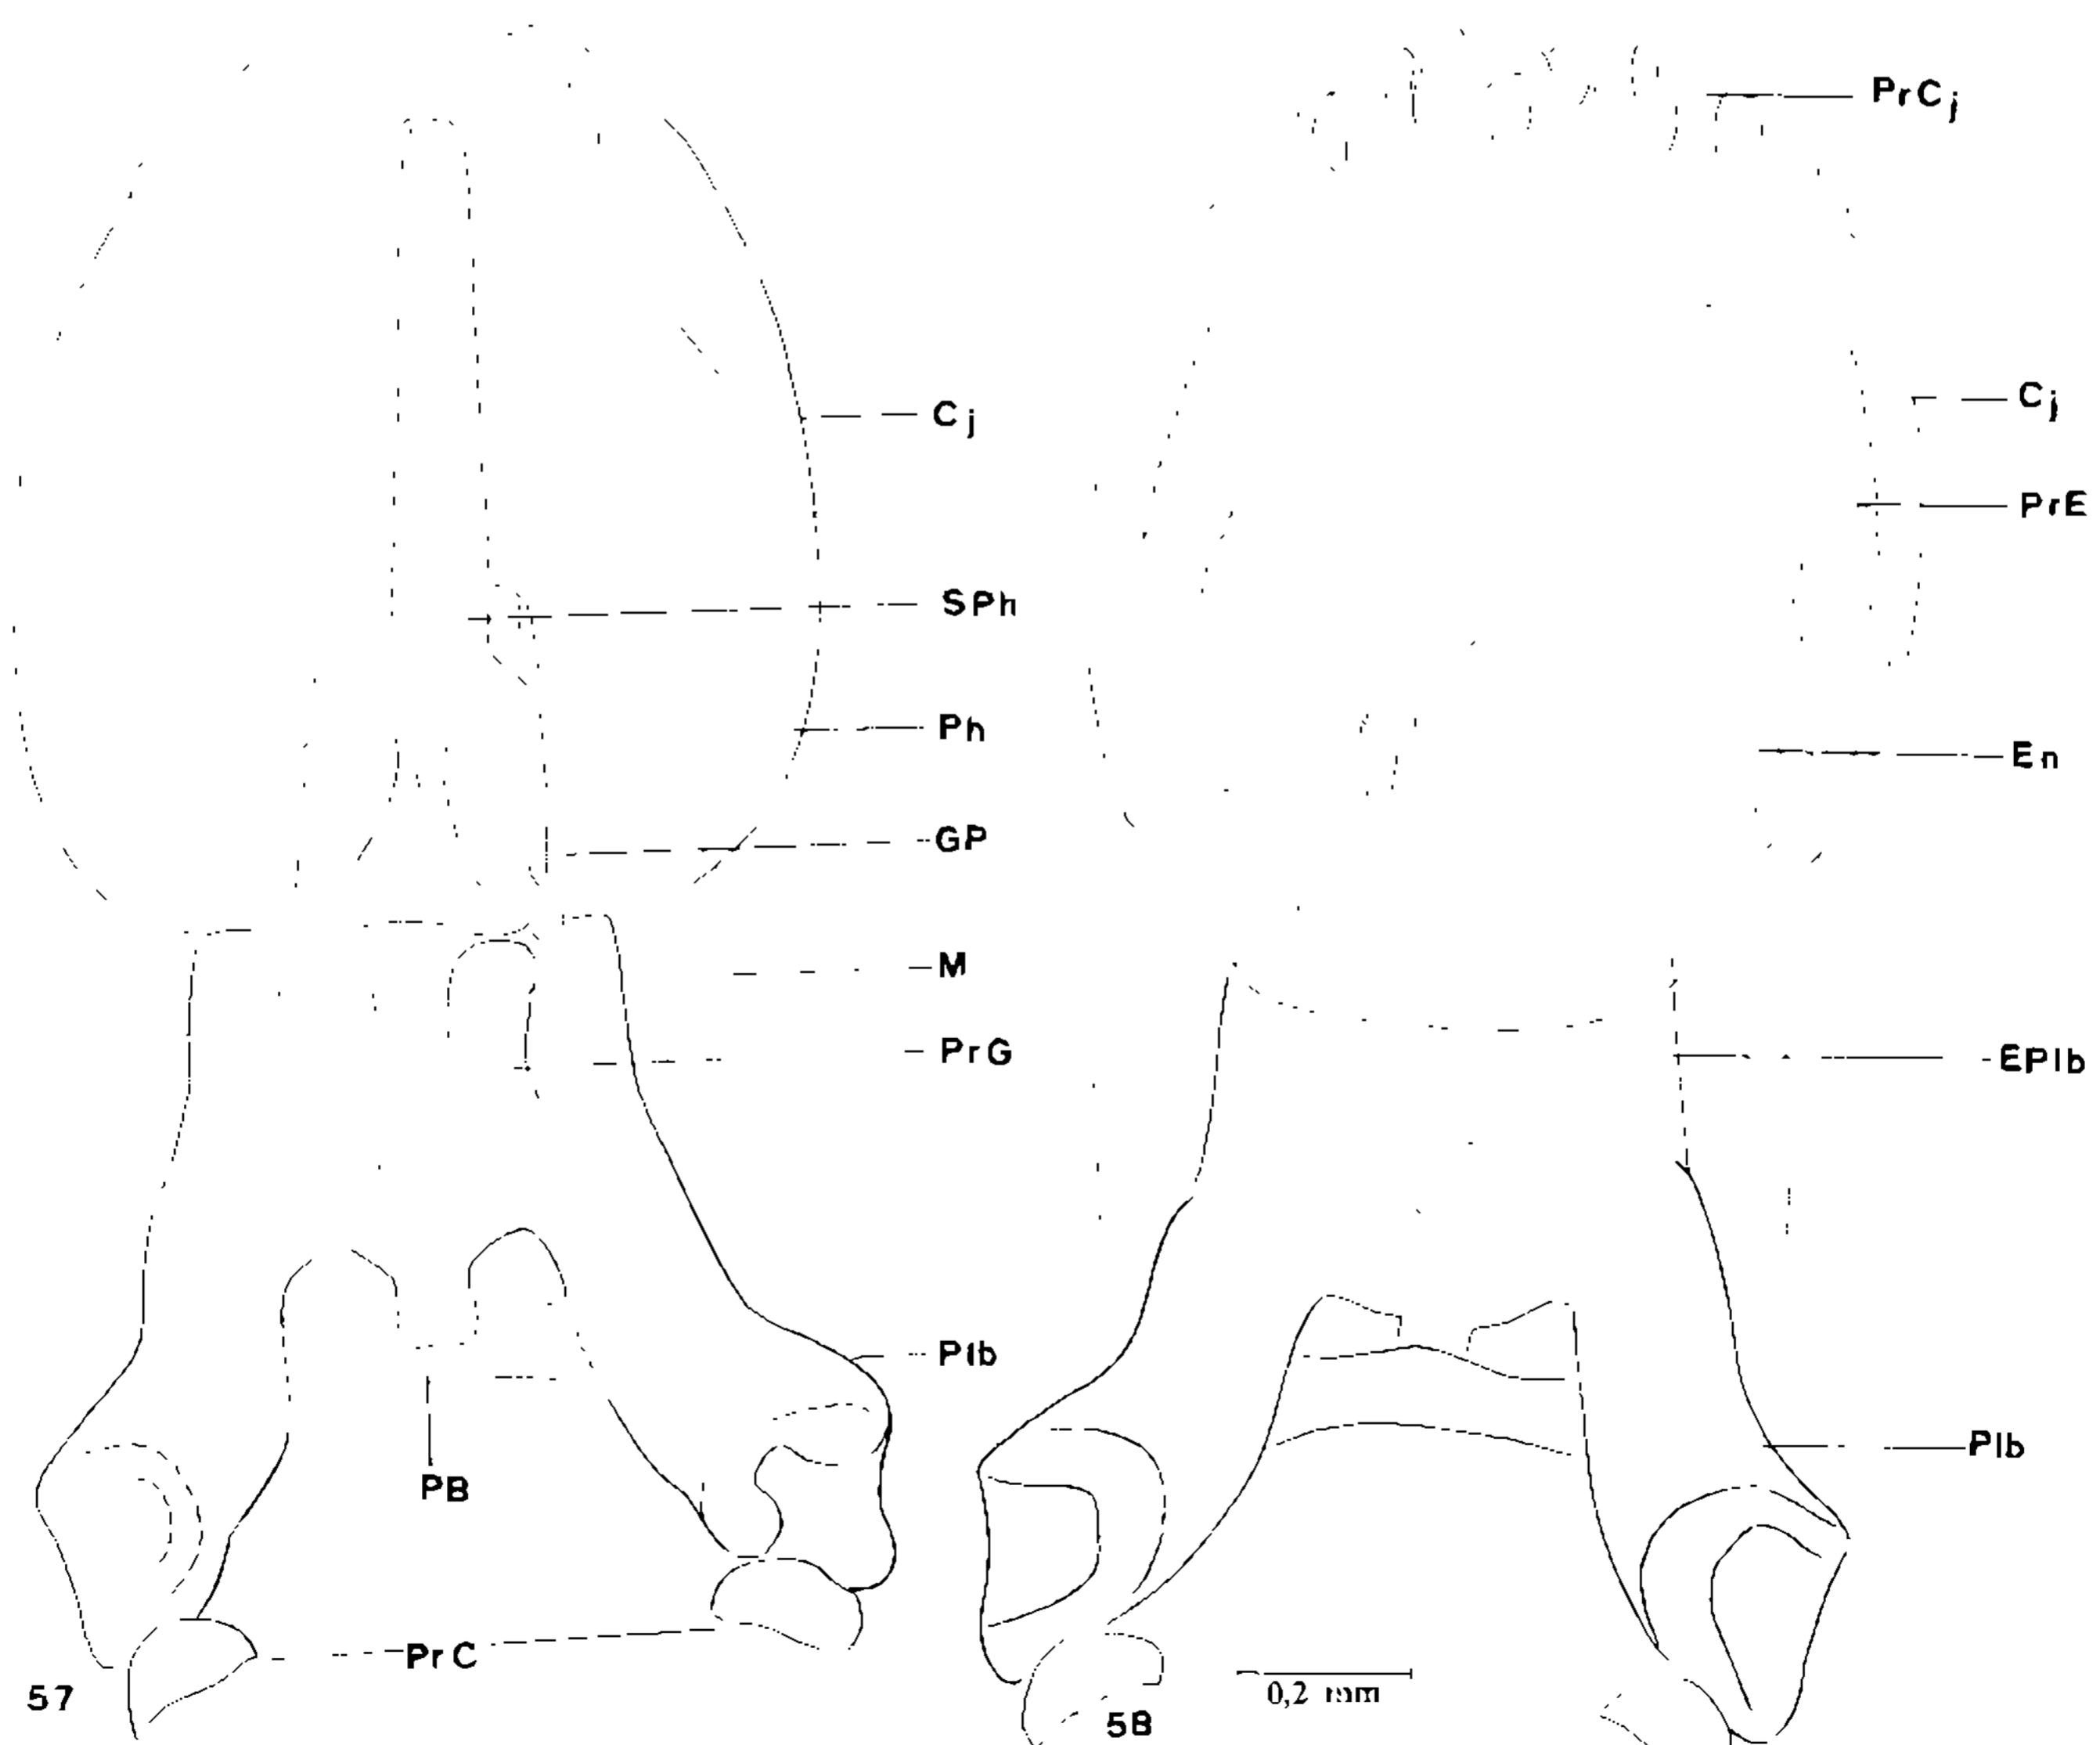 PrCj
Cj
Cj
PrE
SPh
Ph
En
GP
M
PrG
EPlb
Plb
Plb
PB
PrC
57
58
0,2 mm